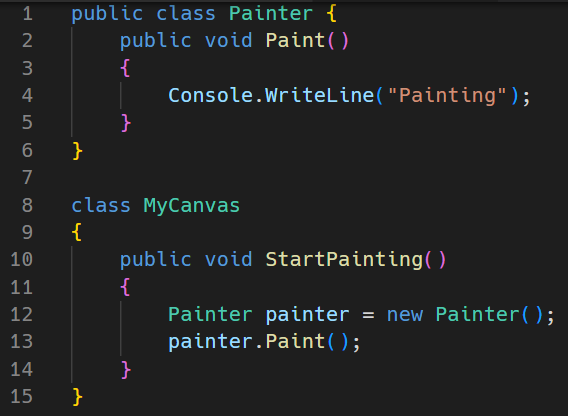 1 public class Painter {
2     public void Paint()
3     {
4         Console.WriteLine("Painting");
5     }
6 }
7
8 class MyCanvas
9 {
10     public void StartPainting()
11     {
12         Painter painter = new Painter();
13         painter.Paint();
14     }
15 }